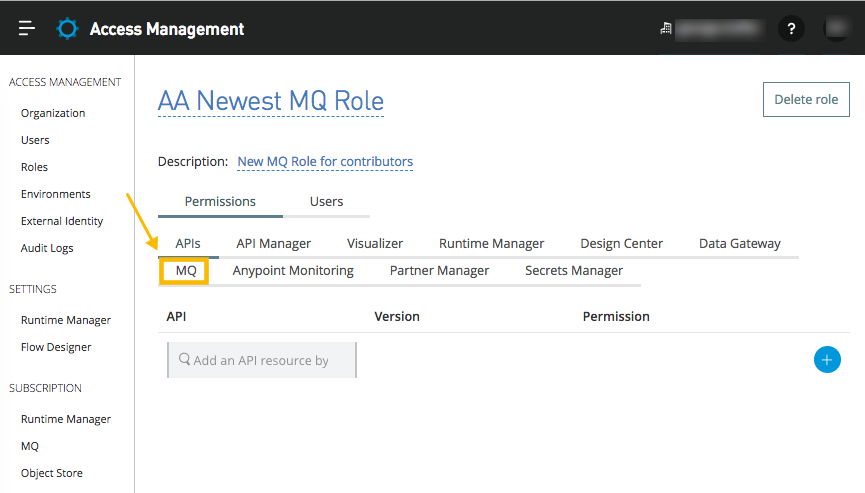 Access Management
?
ACCESS MANAGEMENT
Organization
Users
Roles
Environments
External Identity
Audit Logs
SETTINGS
Runtime Manager
Flow Designer
SUBSCRIPTION
Runtime Manager
MQ
Object Store
AA Newest MQ Role
Delete role
Description: New MQ Role for contributors
Permissions Users
APIs API Manager Visualizer Runtime Manager Design Center Data Gateway
MQ Anypoint Monitoring Partner Manager Secrets Manager
API Version Permission
Add an API resource by